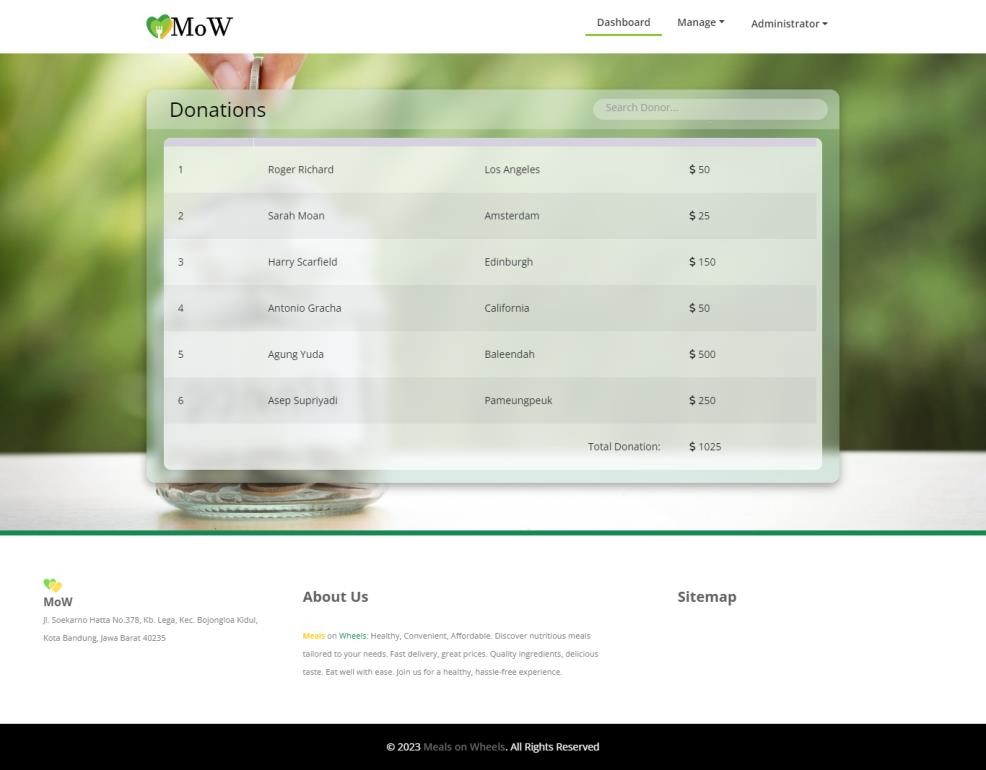 MoW
Dashboard Manage Administrator
Donations
Search Donor...
1 Roger Richard Los Angeles $ 50
2 Sarah Moan Amsterdam $ 25
3 Harry Scarfield Edinburgh $ 150
4 Antonio Gracha California $ 50
5 Agung Yuda Baleendah $ 500
6 Asep Supriyadi Pameungpeuk $ 250
Total Donation: $ 1025
MoW
Jl. Soekarno Hatta No.378, Kb. Lega, Kec. Bojongloa Kidul,
Kota Bandung, Jawa Barat 40235
About Us
Meals on Wheels: Healthy, Convenient, Affordable. Discover nutritious meals
tailored to your needs. Fast delivery, great prices. Quality ingredients, delicious
taste. Eat well with ease. Join us for a healthy, hassle-free experience.
Sitemap
© 2023 Meals on Wheels. All Rights Reserved